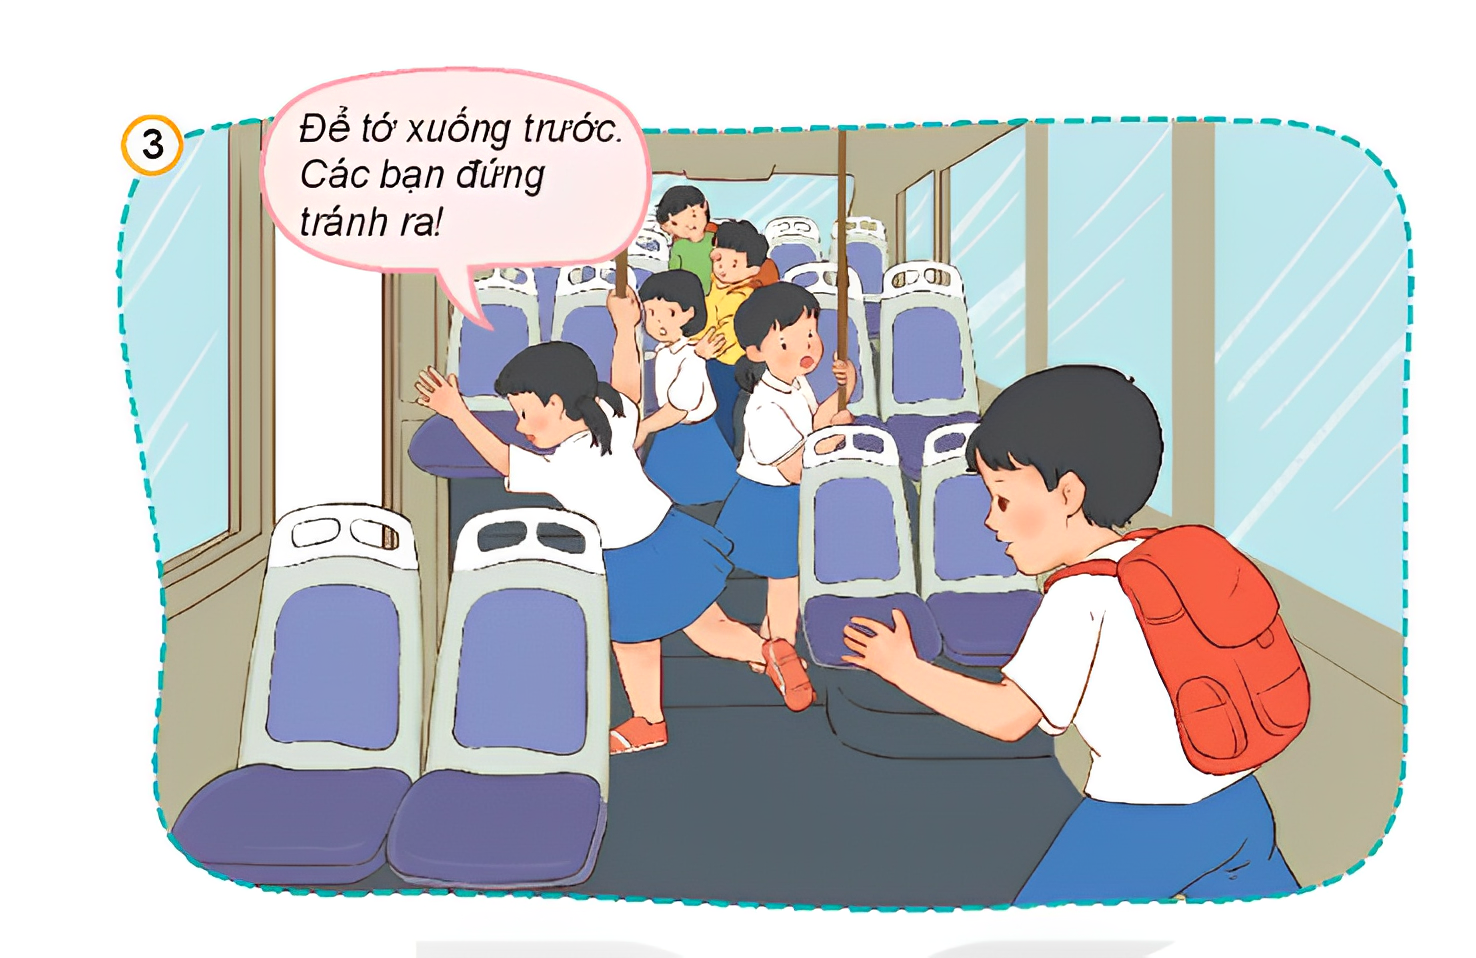 3
Để tớ xuống trước.
Các bạn đứng
tránh ra!